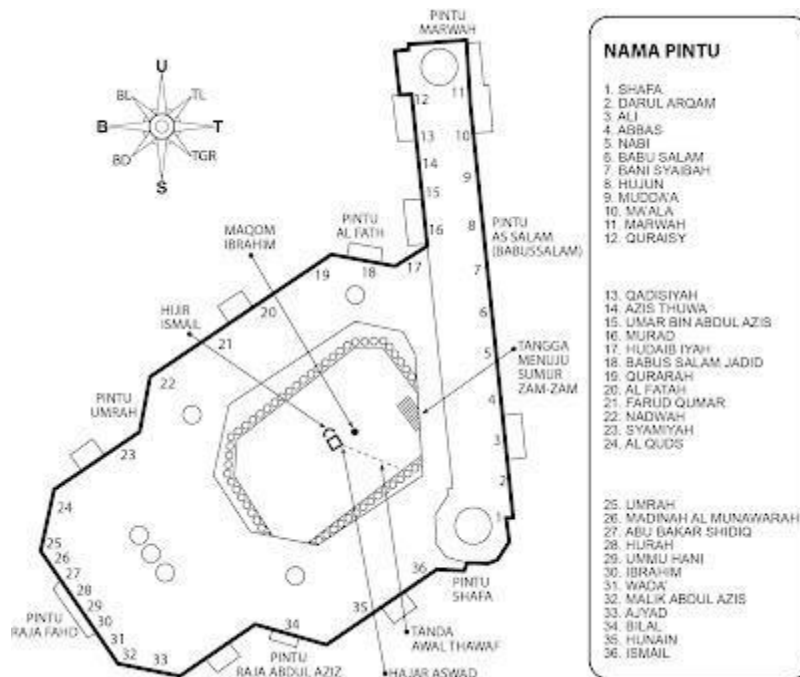 PINTU
MARWAH
U
BL
TL
B
T
BD
TGR
S
12
11
13
10
14
9
15
16
8
7
6
5
4
3
2
1
MAQOM
IBRAHIM
PINTU
AL FATH
PINTU
AS SALAM
(BABUSSALAM)
19
18
17
HIJIR
ISMAIL
20
21
22
TANGGA
MENUJU
SUMUR
ZAM-ZAM
PINTU
UMRAH
23
24
25
26
27
28
29
30
31
32
33
34
35
36
PINTU
RAJA FAHD
PINTU
RAJA ABDUL AZIZ
PINTU
SHAFA
TANDA
AWAL THAWAF
HAJAR ASWAD
NAMA PINTU
1. SHAFA
2. DARUL ARQAM
3. ALI
4. ABBAS
5. NABI
6. BABU SALAM
7. BANI SYAIBAH
8. HUJUN
9. MUDDA'A
10. MA'ALA
11. MARWAH
12. QURAISY
13. QADISIYAH
14. AZIS THUWA
15. UMAR BIN ABDUL AZIS
16. MURAD
17. HUDAIB IYAH
18. BABUS SALAM JADID
19. QURARAH
20. AL FATAH
21. FARUD QUMAR
22. NADWAH
23. SYAMIYAH
24. AL QUDS
25. UMRAH
26. MADINAH AL MUNAWARAH
27. ABU BAKAR SHIDIQ
28. HURAH
29. UMMU HANI
30. IBRAHIM
31. WADA'
32. MALIK ABDUL AZIS
33. AJYAD
34. BILAL
35. HUNAIN
36. ISMAIL